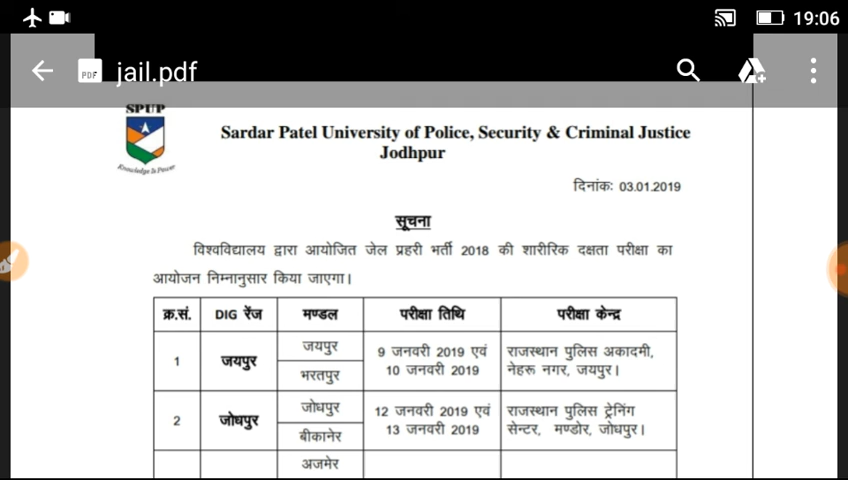 19:06
PDF jail.pdf
SPUP
Knowledge Is Power
Sardar Patel University of Police, Security & Criminal Justice
Jodhpur
दिनांक: 03.01.2019
सूचना
विश्वविद्यालय द्वारा आयोजित जेल प्रहरी भर्ती 2018 की शारीरिक दक्षता परीक्षा का
आयोजन निम्नानुसार किया जाएगा।
क्र.सं. DIG रेंज मण्डल परीक्षा तिथि परीक्षा केन्द्र
1 जयपुर जयपुर 9 जनवरी 2019 एवं राजस्थान पुलिस अकादमी,
भरतपुर 10 जनवरी 2019 नेहरू नगर, जयपुर।
2 जोधपुर जोधपुर 12 जनवरी 2019 एवं राजस्थान पुलिस ट्रेनिंग
बीकानेर 13 जनवरी 2019 सेन्टर, मण्डोर, जोधपुर।
अजमेर